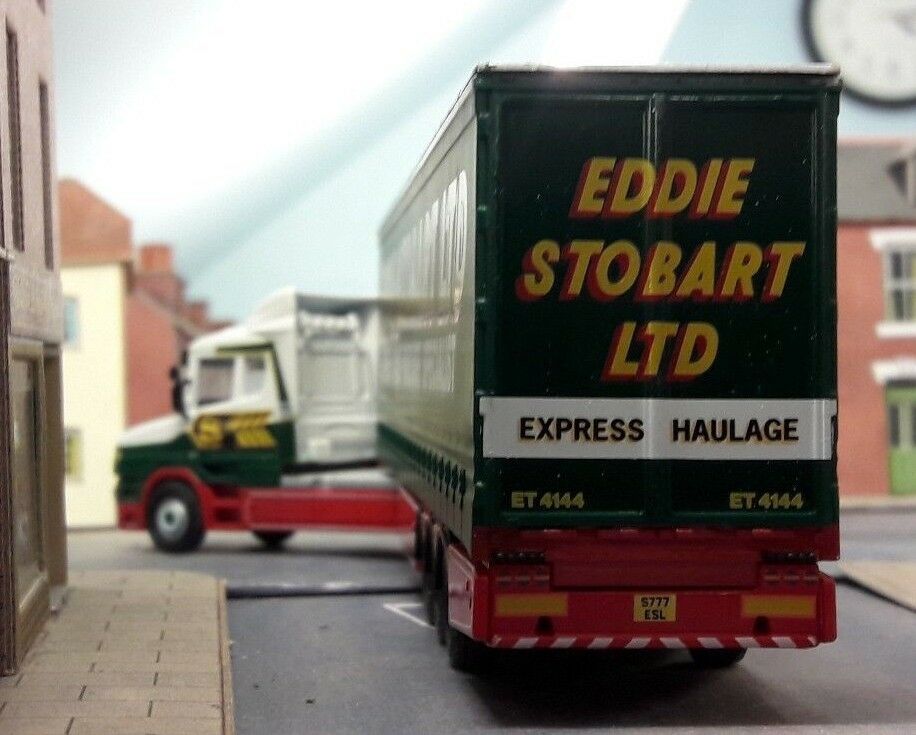 EDDIE
STOBART
LTD
EXPRESS HAULAGE
ET 4144 ET 4144
S777
ESL